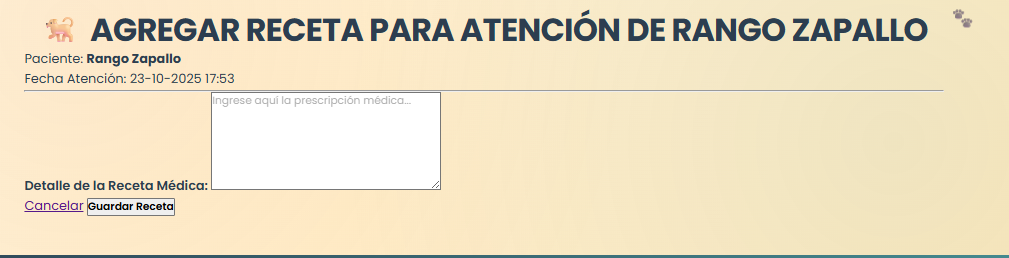 AGREGAR RECETA PARA ATENCIÓN DE RANGO ZAPALLO
Paciente: Rango Zapallo
Fecha Atención: 23-10-2025 17:53
Ingrese aquí la prescripción médica...
Detalle de la Receta Médica:
Cancelar Guardar Receta